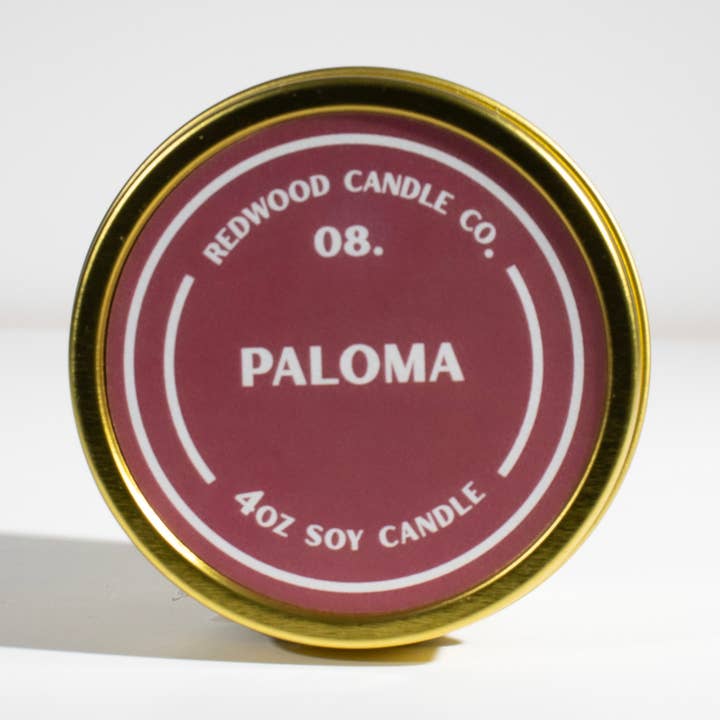 REDWOOD CANDLE CO.
08.
PALOMA
4OZ SOY CANDLE